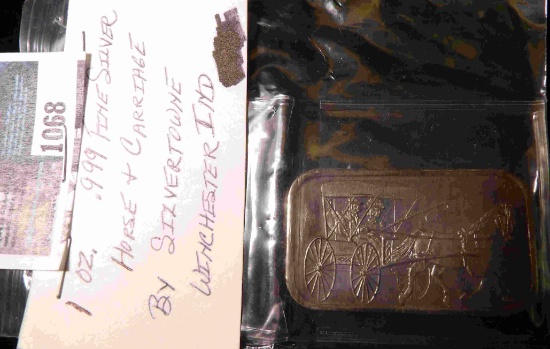 1068
1 OZ. .999 FINE SILVER
HORSE & CARRIAGE
BY SILVERTOWNE
WINCHESTER IND